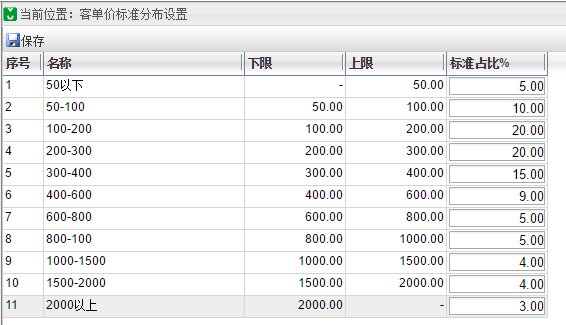 当前位置：客单价标准分布设置
保存
序号 名称 下限 上限 标准占比%
1 50以下 - 50.00 5.00
2 50-100 50.00 100.00 10.00
3 100-200 100.00 200.00 20.00
4 200-300 200.00 300.00 20.00
5 300-400 300.00 400.00 15.00
6 400-600 400.00 600.00 9.00
7 600-800 600.00 800.00 5.00
8 800-100 800.00 1000.00 5.00
9 1000-1500 1000.00 1500.00 4.00
10 1500-2000 1500.00 2000.00 4.00
11 2000以上 2000.00 - 3.00